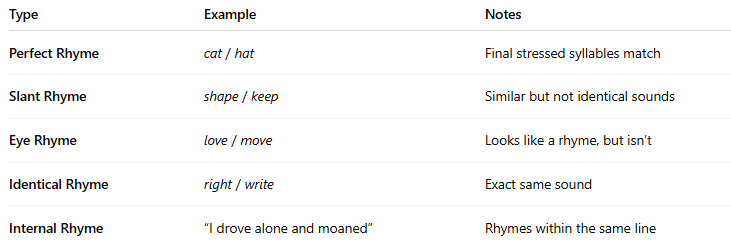 Type Example Notes
Perfect Rhyme cat / hat Final stressed syllables match
Slant Rhyme shape / keep Similar but not identical sounds
Eye Rhyme love / move Looks like a rhyme, but isn’t
Identical Rhyme right / write Exact same sound
Internal Rhyme “I drove alone and moaned” Rhymes within the same line